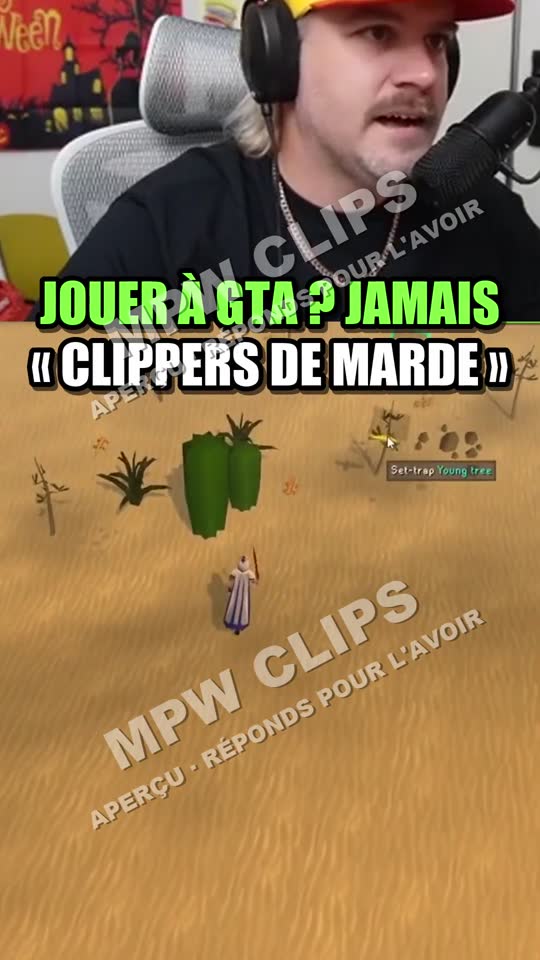 ween
JOUER À GTA ? JAMAIS
« CLIPPERS DE MARDE »
MPW CLIPS
APERÇU · RÉPONDS POUR L'AVOIR
Set-trap Young tree
MPW CLIPS
APERÇU · RÉPONDS POUR L'AVOIR